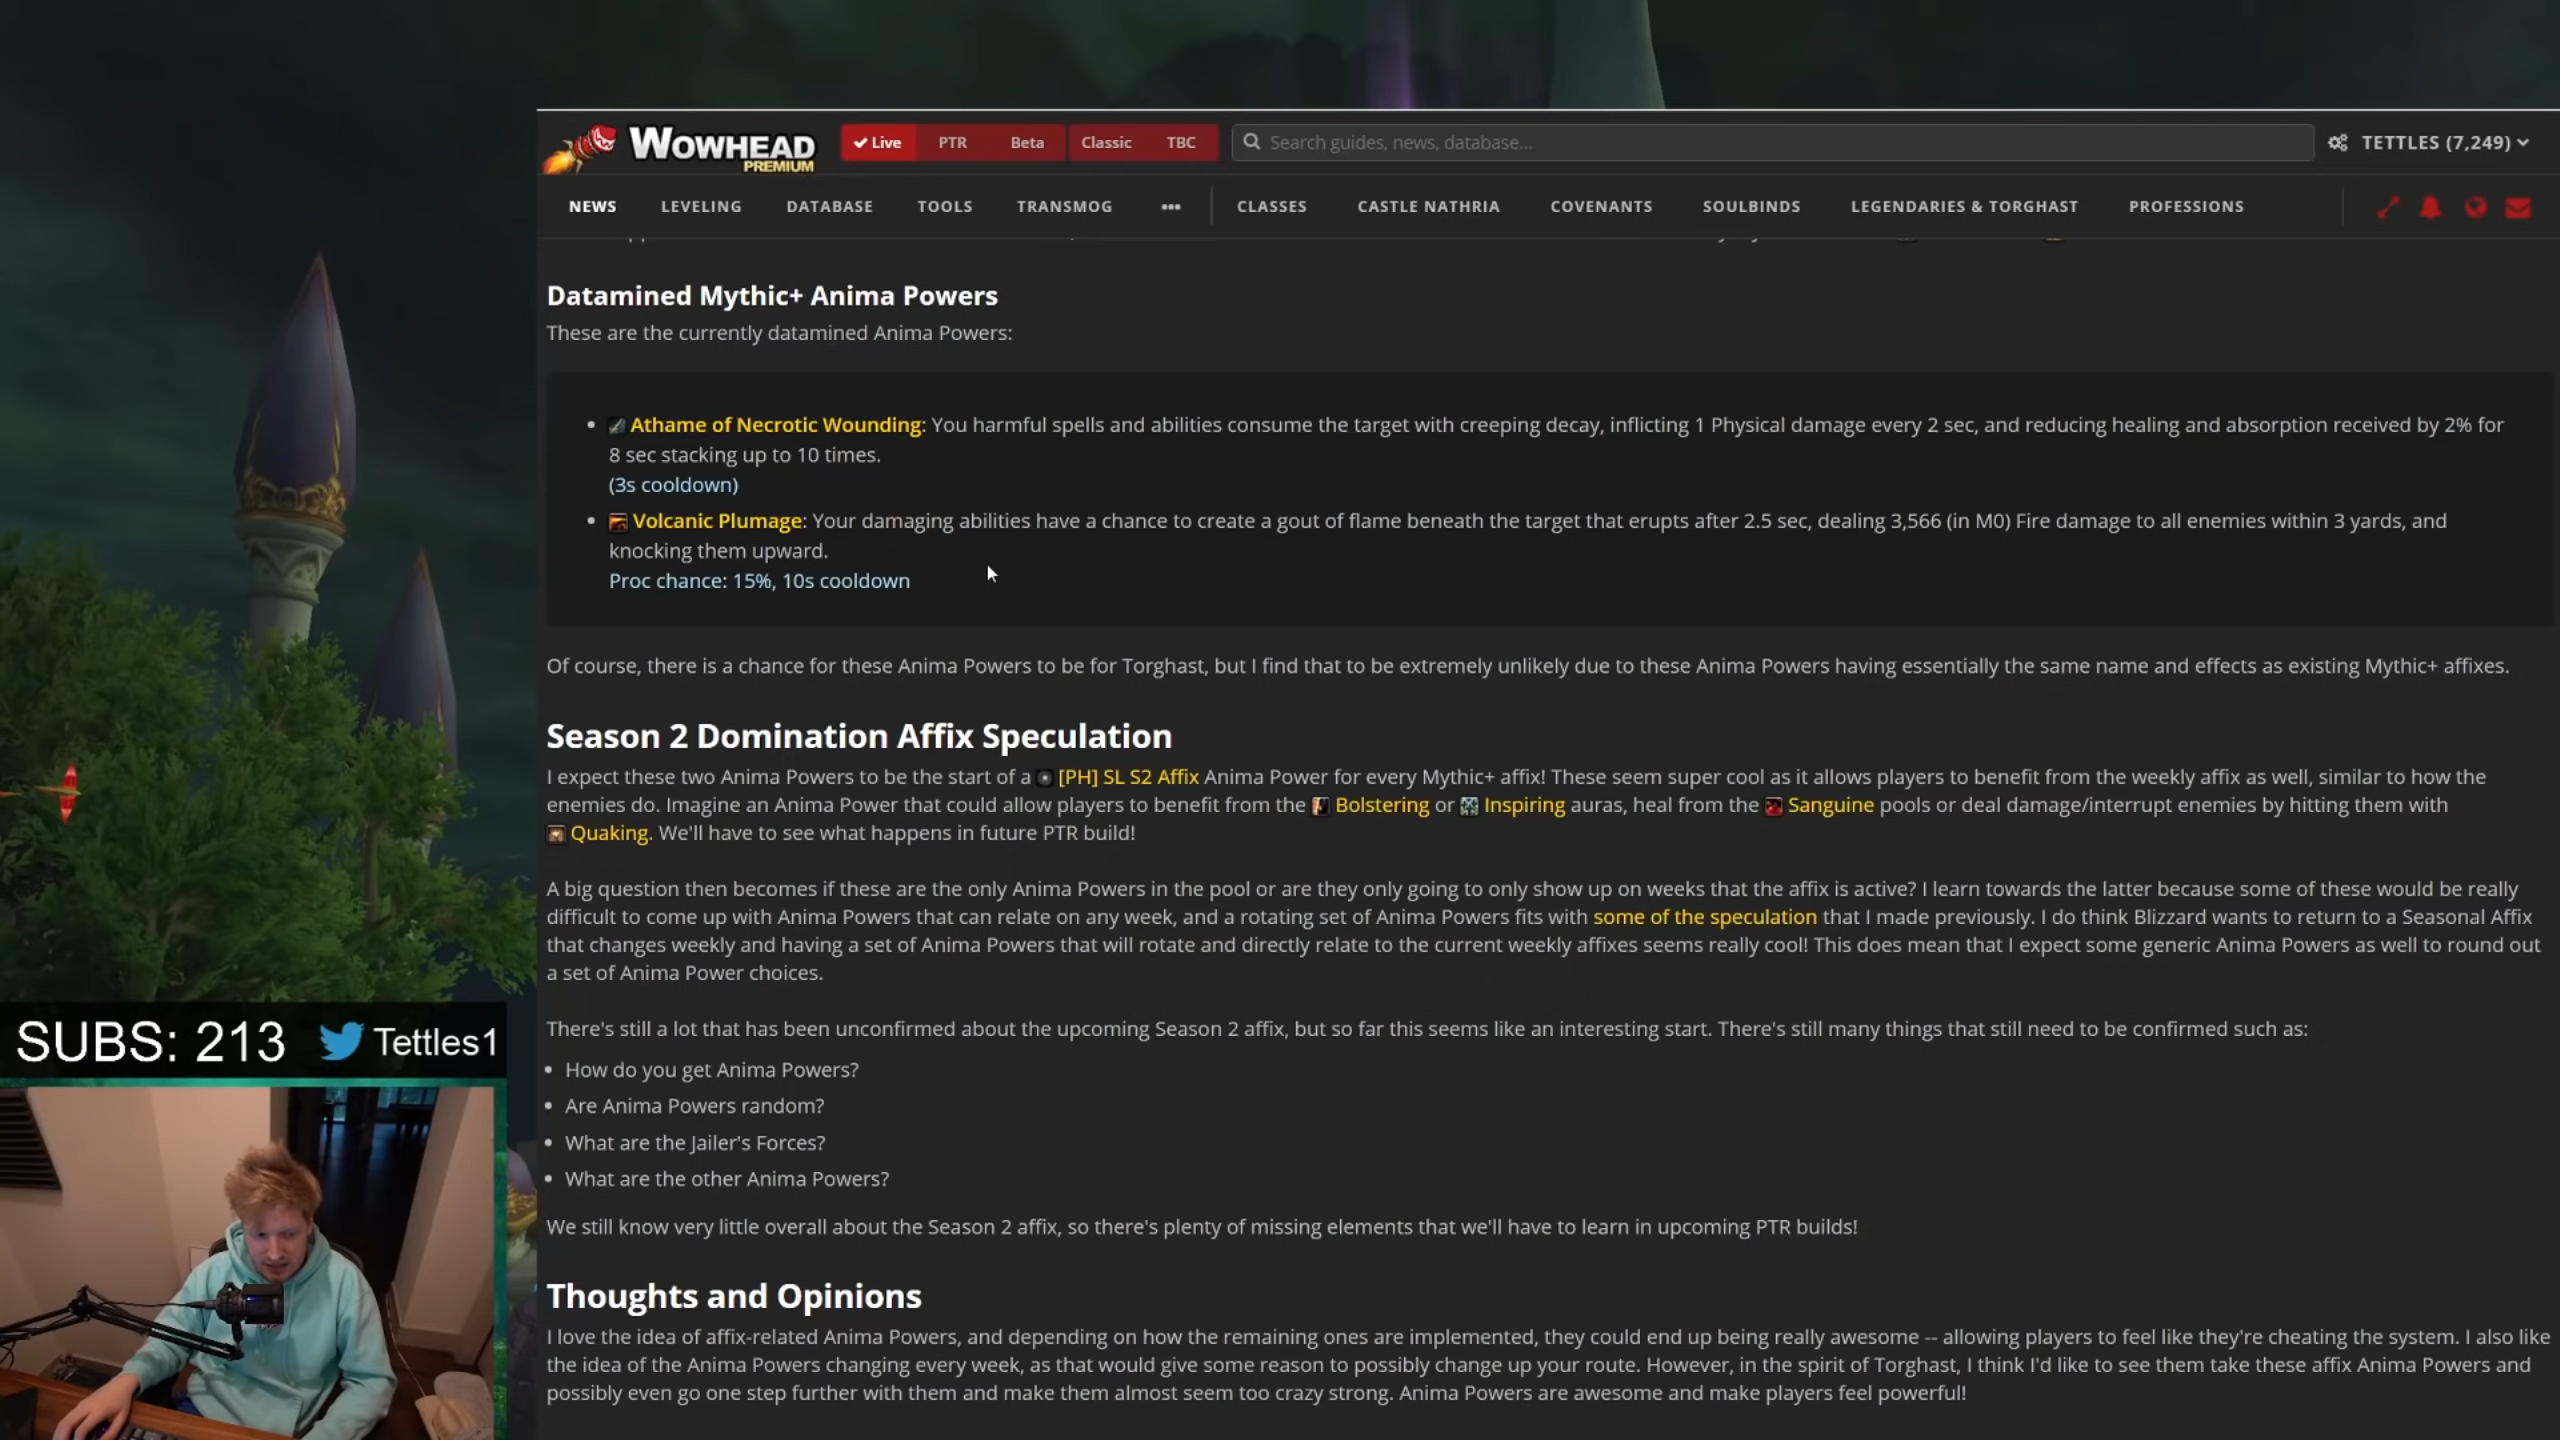 WOWHEAD
PREMIUM
Live PTR Beta Classic TBC
Search guides, news, database...
TETTLES (7,249)
NEWS LEVELING DATABASE TOOLS TRANSMOG ••• CLASSES CASTLE NATHRIA COVENANTS SOULBINDS LEGENDARIES & TORGHAST PROFESSIONS
Datamined Mythic+ Anima Powers
These are the currently datamined Anima Powers:
• Athame of Necrotic Wounding: You harmful spells and abilities consume the target with creeping decay, inflicting 1 Physical damage every 2 sec, and reducing healing and absorption received by 2% for
8 sec stacking up to 10 times.
(3s cooldown)
• Volcanic Plumage: Your damaging abilities have a chance to create a gout of flame beneath the target that erupts after 2.5 sec, dealing 3,566 (in M0) Fire damage to all enemies within 3 yards, and
knocking them upward.
Proc chance: 15%, 10s cooldown
Of course, there is a chance for these Anima Powers to be for Torghast, but I find that to be extremely unlikely due to these Anima Powers having essentially the same name and effects as existing Mythic+ affixes.
Season 2 Domination Affix Speculation
I expect these two Anima Powers to be the start of a [PH] SL S2 Affix Anima Power for every Mythic+ affix! These seem super cool as it allows players to benefit from the weekly affix as well, similar to how the
enemies do. Imagine an Anima Power that could allow players to benefit from the Bolstering or Inspiring auras, heal from the Sanguine pools or deal damage/interrupt enemies by hitting them with
Quaking. We'll have to see what happens in future PTR build!
A big question then becomes if these are the only Anima Powers in the pool or are they only going to only show up on weeks that the affix is active? I learn towards the latter because some of these would be really
difficult to come up with Anima Powers that can relate on any week, and a rotating set of Anima Powers fits with some of the speculation that I made previously. I do think Blizzard wants to return to a Seasonal Affix
that changes weekly and having a set of Anima Powers that will rotate and directly relate to the current weekly affixes seems really cool! This does mean that I expect some generic Anima Powers as well to round out
a set of Anima Power choices.
There's still a lot that has been unconfirmed about the upcoming Season 2 affix, but so far this seems like an interesting start. There's still many things that still need to be confirmed such as:
• How do you get Anima Powers?
• Are Anima Powers random?
• What are the Jailer's Forces?
• What are the other Anima Powers?
We still know very little overall about the Season 2 affix, so there's plenty of missing elements that we'll have to learn in upcoming PTR builds!
Thoughts and Opinions
I love the idea of affix-related Anima Powers, and depending on how the remaining ones are implemented, they could end up being really awesome -- allowing players to feel like they're cheating the system. I also like
the idea of the Anima Powers changing every week, as that would give some reason to possibly change up your route. However, in the spirit of Torghast, I think I'd like to see them take these affix Anima Powers and
possibly even go one step further with them and make them almost seem too crazy strong. Anima Powers are awesome and make players feel powerful!
SUBS: 213 Tettles1